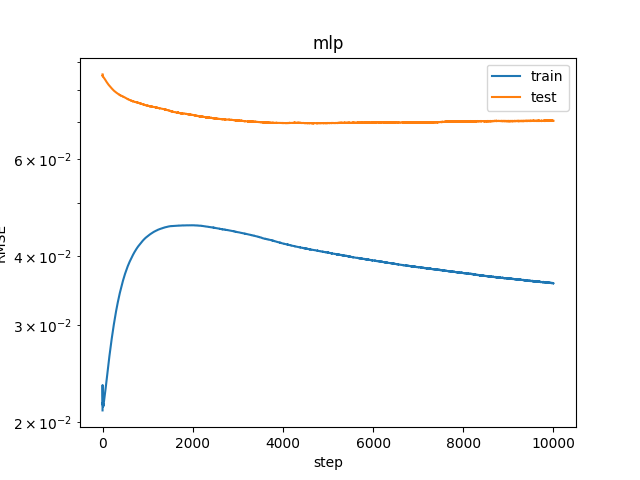 mlp
train
test
6 × 10⁻²
4 × 10⁻²
3 × 10⁻²
2 × 10⁻²
RMSE
0 2000 4000 6000 8000 10000
step